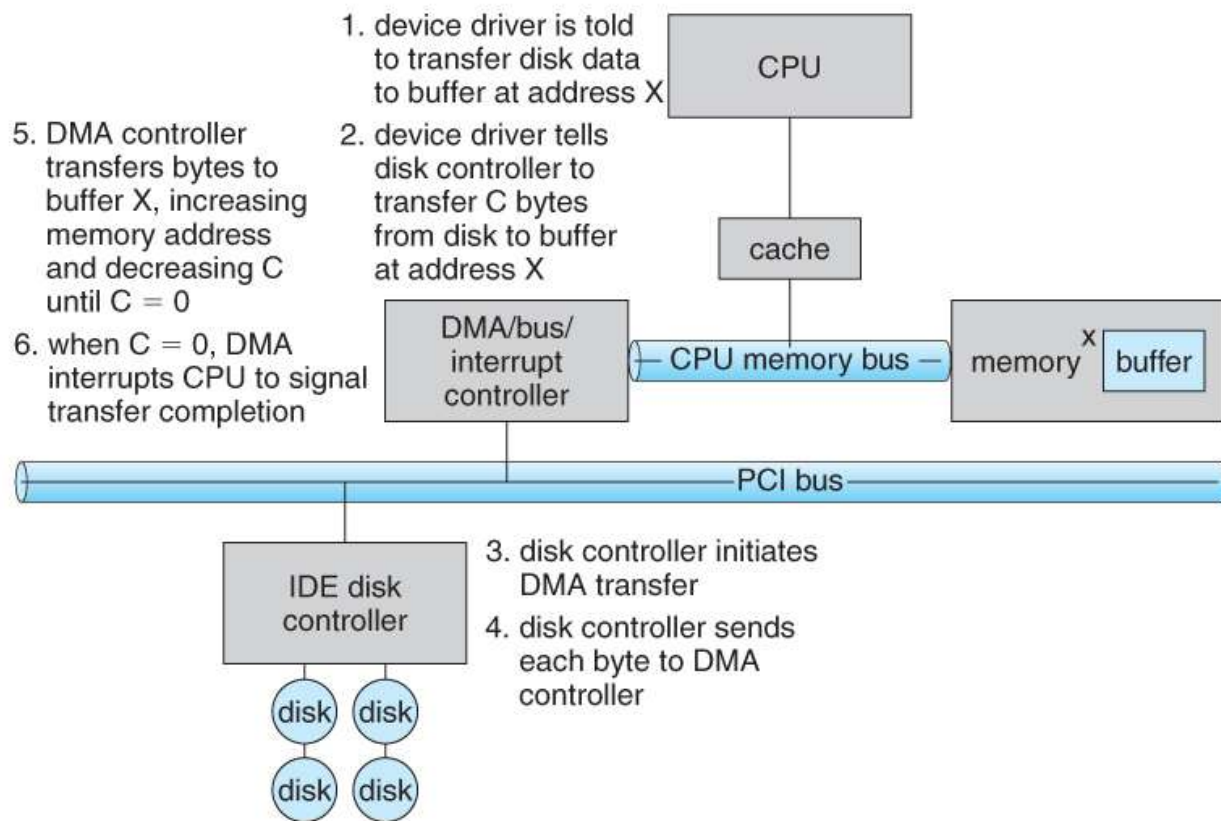 1. device driver is told
to transfer disk data
to buffer at address X
CPU
5. DMA controller
transfers bytes to
buffer X, increasing
memory address
and decreasing C
until C = 0
2. device driver tells
disk controller to
transfer C bytes
from disk to buffer
at address X
cache
6. when C = 0, DMA
interrupts CPU to signal
transfer completion
DMA/bus/
interrupt
controller
CPU memory bus
memory
x
buffer
PCI bus
IDE disk
controller
3. disk controller initiates
DMA transfer
4. disk controller sends
each byte to DMA
controller
disk
disk
disk
disk